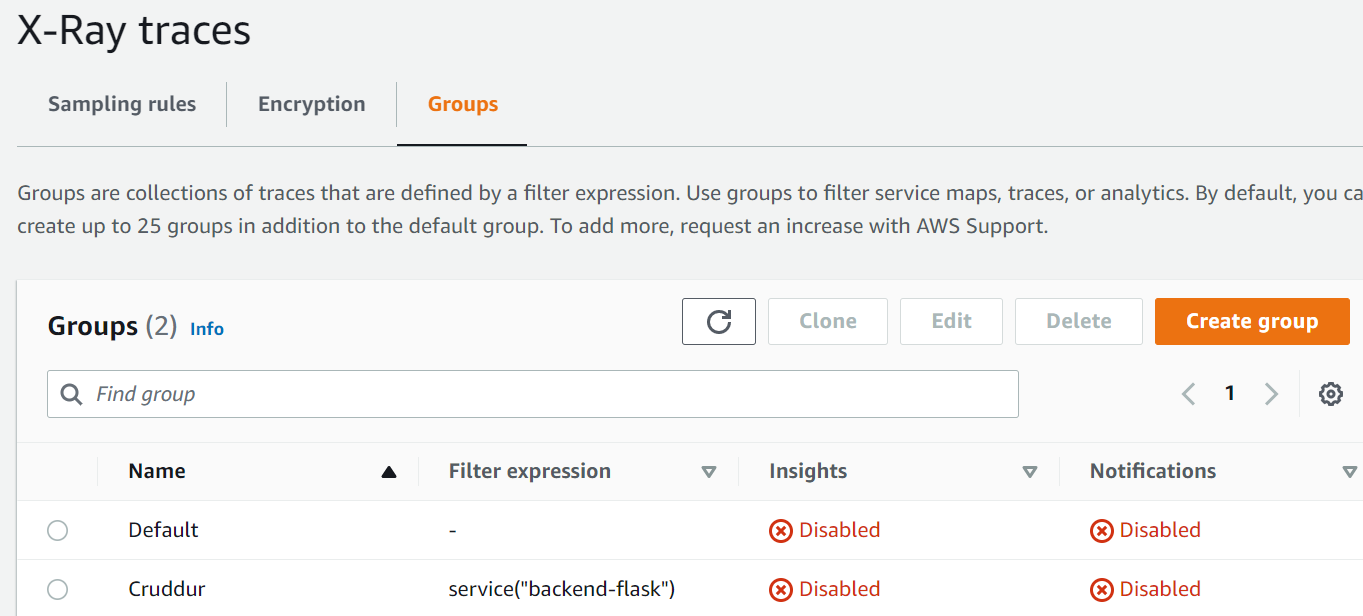 X-Ray traces
Sampling rules Encryption Groups
Groups are collections of traces that are defined by a filter expression. Use groups to filter service maps, traces, or analytics. By default, you ca
create up to 25 groups in addition to the default group. To add more, request an increase with AWS Support.
Groups (2) Info Clone Edit Delete Create group
Find group 1
Name Filter expression Insights Notifications
Default - Disabled Disabled
Cruddur service("backend-flask") Disabled Disabled